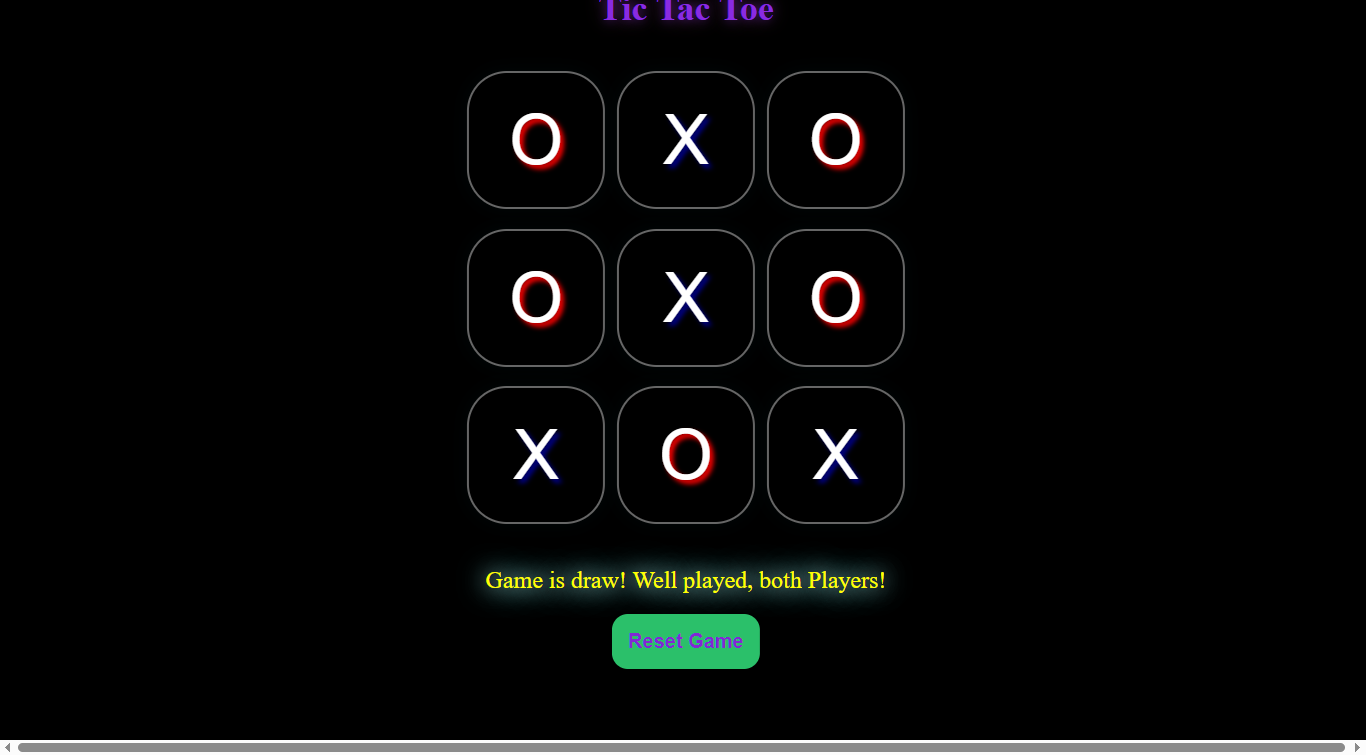 Tic Tac Toe
O X O
O X O
X O X
Game is draw! Well played, both Players!
Reset Game